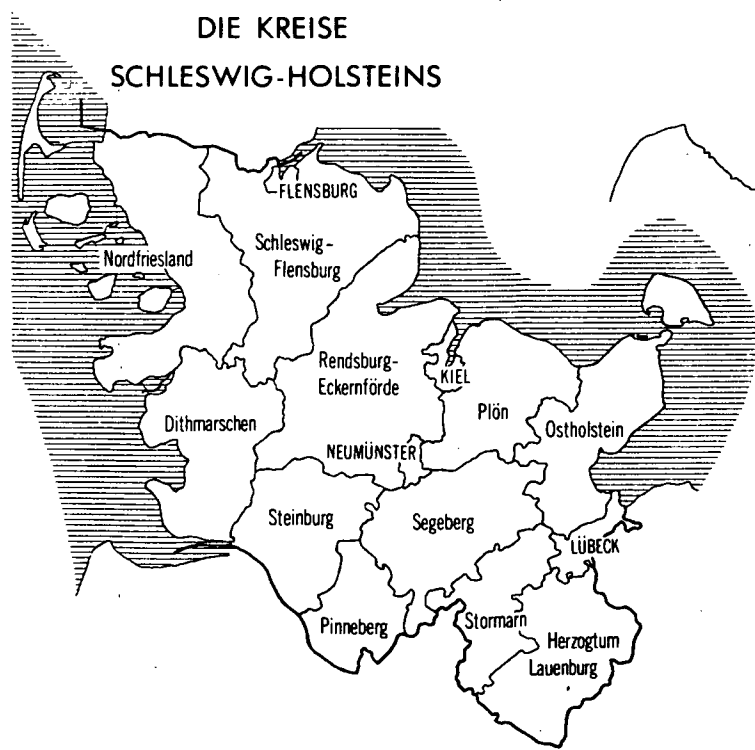 DIE KREISE
SCHLESWIG-HOLSTEINS
FLENSBURG
Schleswig-
Flensburg
Nordfriesland
Rendsburg-
Eckernförde
KIEL
Plön
Dithmarschen
Ostholstein
NEUMÜNSTER
Steinburg
Segeberg
LÜBECK
Pinneberg
Stormarn
Herzogtum
Lauenburg